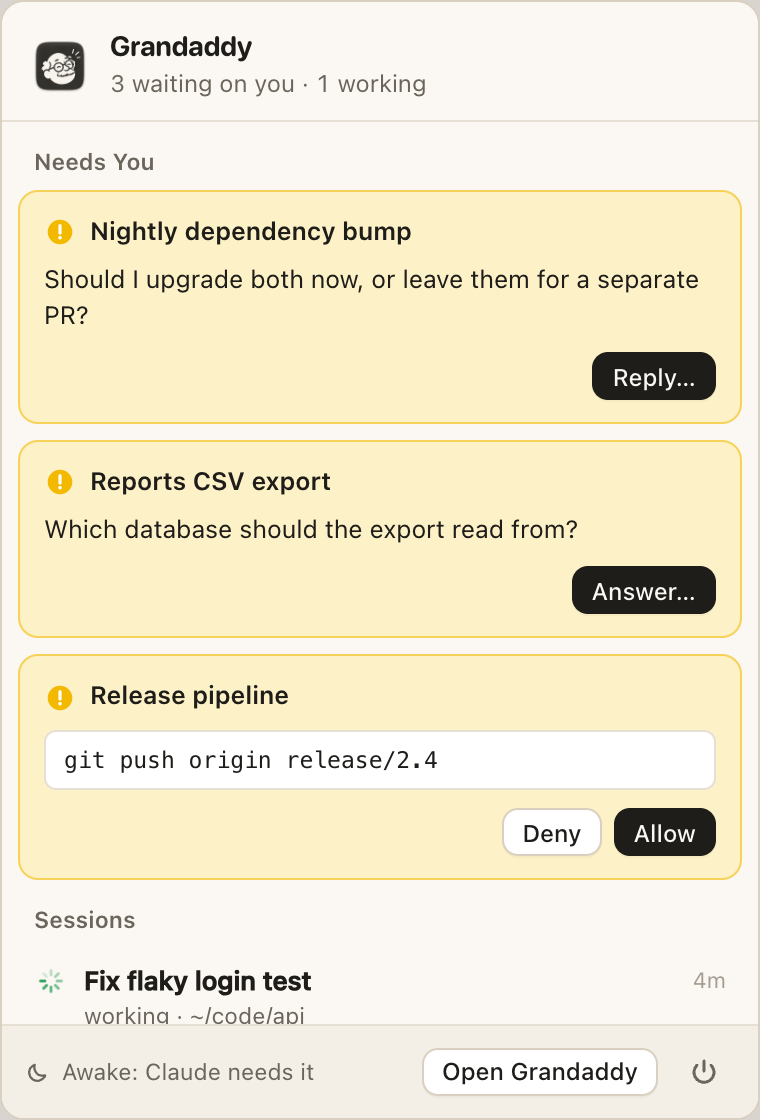 Grandaddy
3 waiting on you · 1 working
Needs You
Nightly dependency bump
Should I upgrade both now, or leave them for a separate
PR?
Reply...
Reports CSV export
Which database should the export read from?
Answer...
Release pipeline
git push origin release/2.4
Deny
Allow
Sessions
Fix flaky login test
4m
working · ~/code/api
Awake: Claude needs it
Open Grandaddy